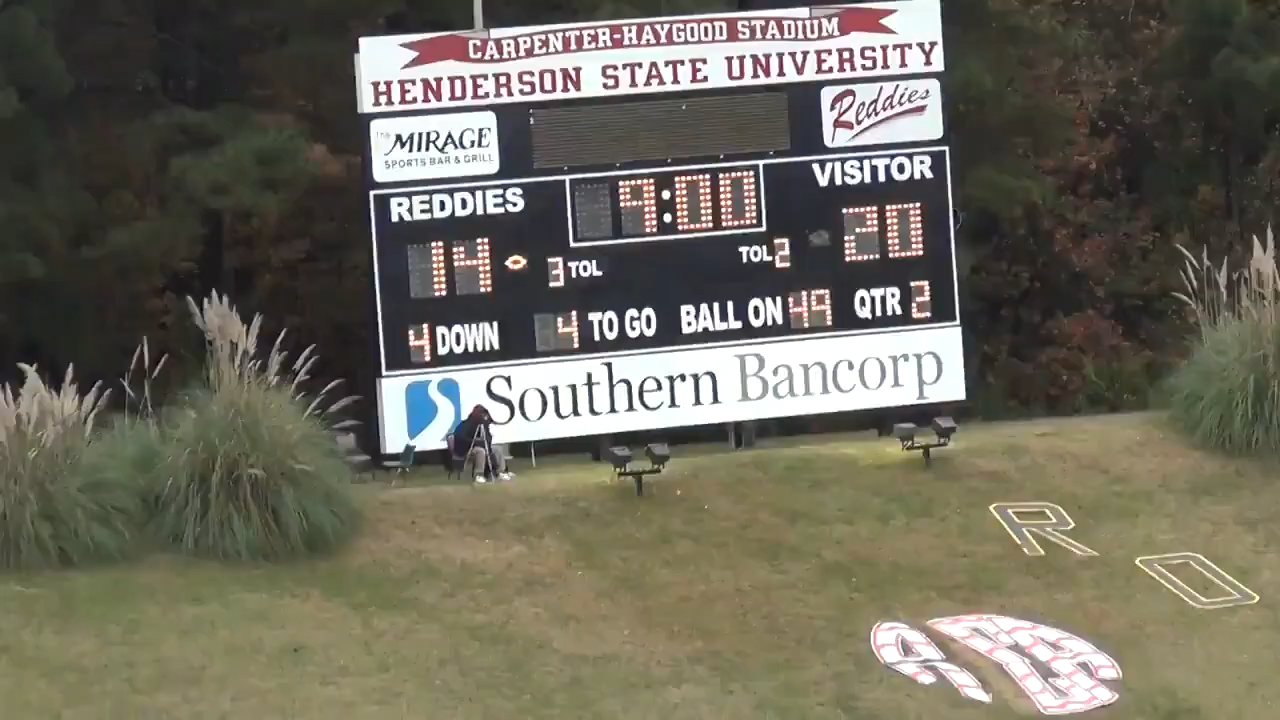 CARPENTER-HAYGOOD STADIUM
HENDERSON STATE UNIVERSITY
The MIRAGE
SPORTS BAR & GRILL
Reddies
REDDIES
9:00
VISITOR
14
3 TOL
TOL 2
20
4 DOWN
4 TO GO
BALL ON 49
QTR 2
Southern Bancorp
R
O